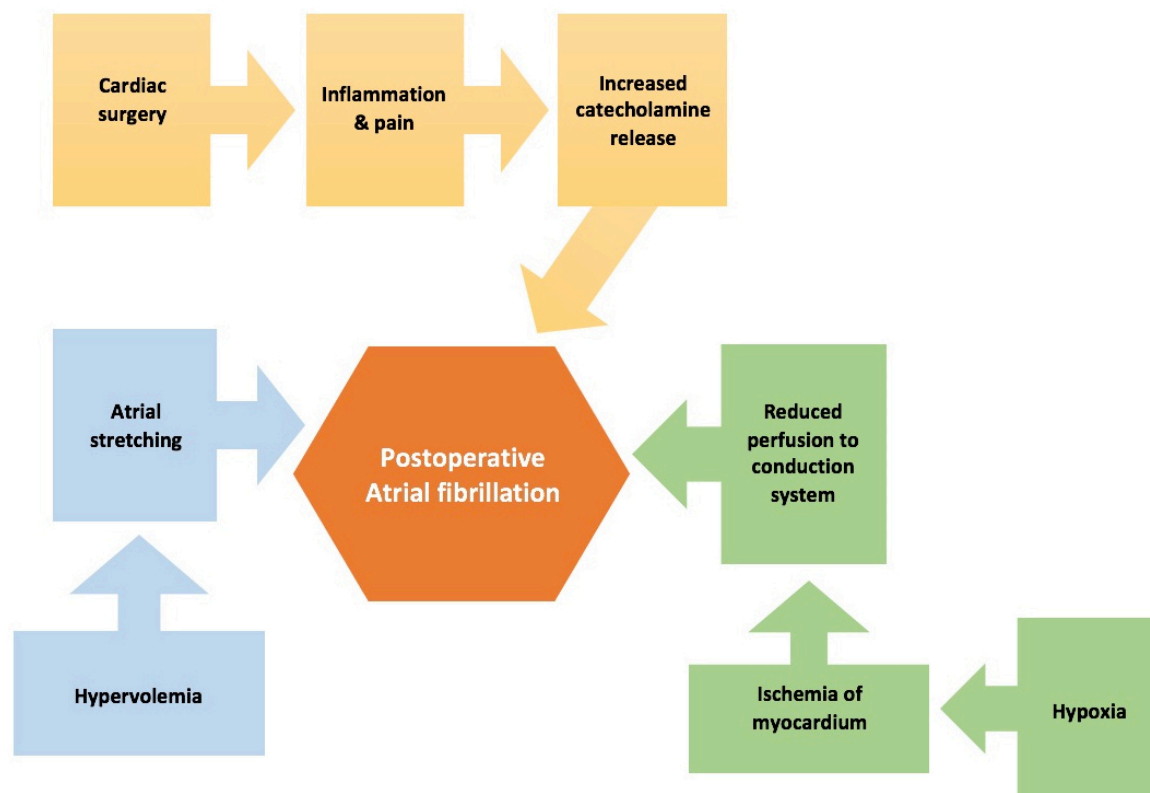 Cardiac
surgery
Inflammation
& pain
Increased
catecholamine
release
Atrial
stretching
Postoperative
Atrial fibrillation
Reduced
perfusion to
conduction
system
Hypervolemia
Ischemia of
myocardium
Hypoxia